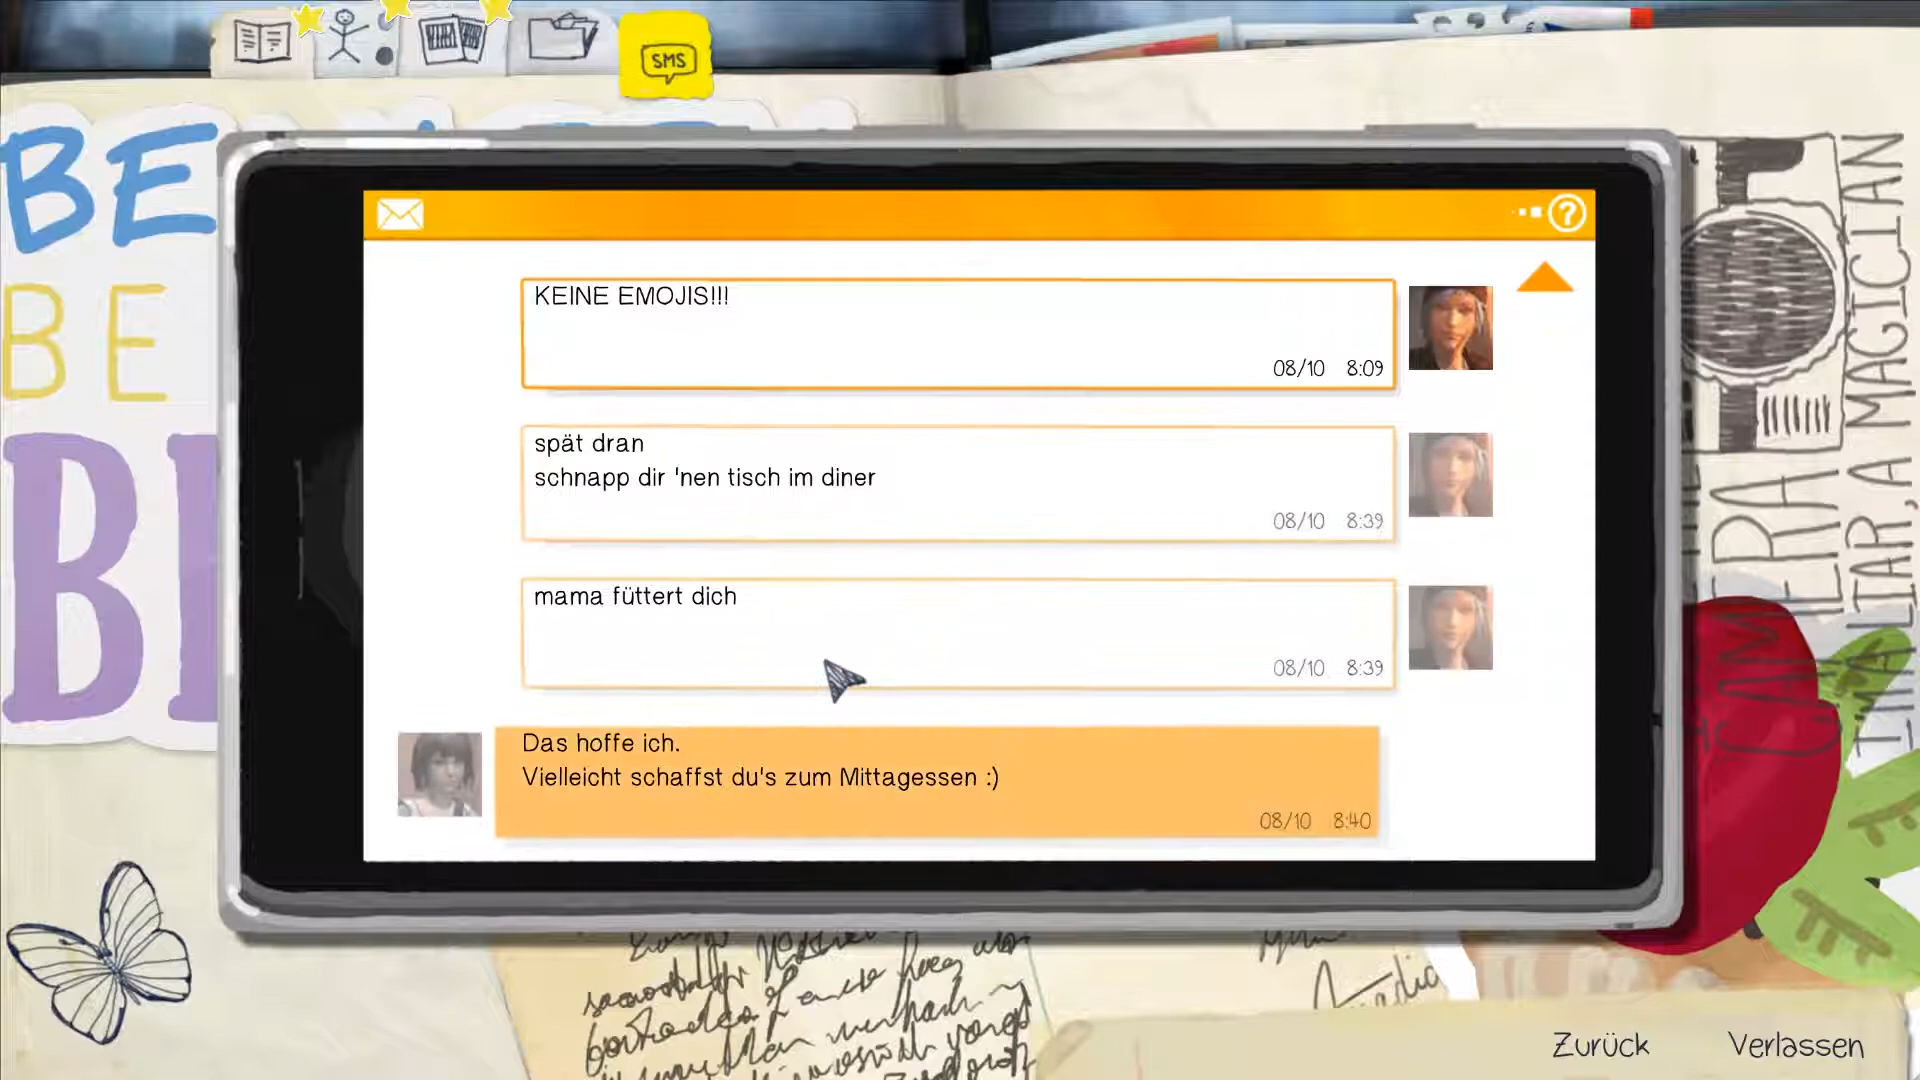 SMS
BE
BE
KEINE EMOJIS!!!
08/10 8:09
spät dran
schnapp dir 'nen tisch im diner
08/10 8:39
mama füttert dich
08/10 8:39
Das hoffe ich.
Vielleicht schaffst du's zum Mittagessen :)
08/10 8:40
?
LIAR, A MAGICIAN
Zurück
Verlassen